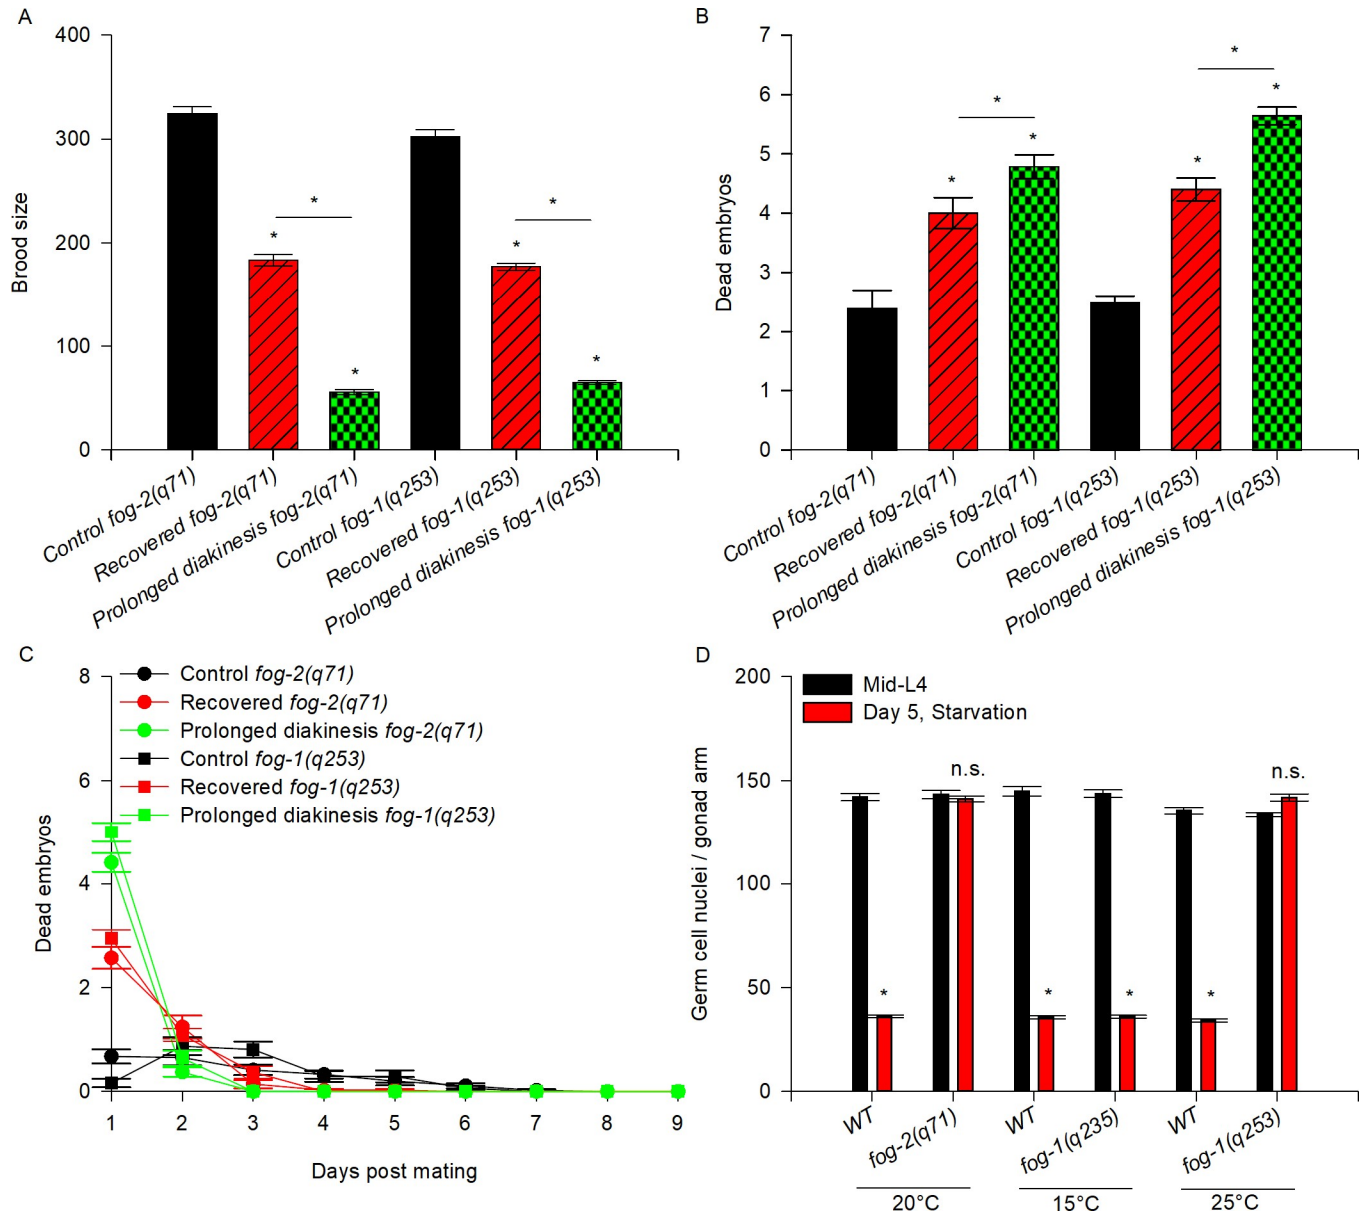 A
400
300
200
100
0
Brood size
*
*
*
*
*
*
Control fog-2(q71)
Recovered fog-2(q71)
Prolonged diakinesis fog-2(q71)
Control fog-1(q253)
Recovered fog-1(q253)
Prolonged diakinesis fog-1(q253)
B
7
6
5
4
3
2
1
0
Dead embryos
*
*
*
*
*
*
Control fog-2(q71)
Recovered fog-2(q71)
Prolonged diakinesis fog-2(q71)
Control fog-1(q253)
Recovered fog-1(q253)
Prolonged diakinesis fog-1(q253)
C
8
6
4
2
0
Dead embryos
Control fog-2(q71)
Recovered fog-2(q71)
Prolonged diakinesis fog-2(q71)
Control fog-1(q253)
Recovered fog-1(q253)
Prolonged diakinesis fog-1(q253)
1 2 3 4 5 6 7 8 9
Days post mating
D
200
150
100
50
0
Germ cell nuclei / gonad arm
Mid-L4
Day 5, Starvation
*
n.s.
*
*
*
n.s.
WT
fog-2(q71)
WT
fog-1(q235)
WT
fog-1(q253)
20°C
15°C
25°C